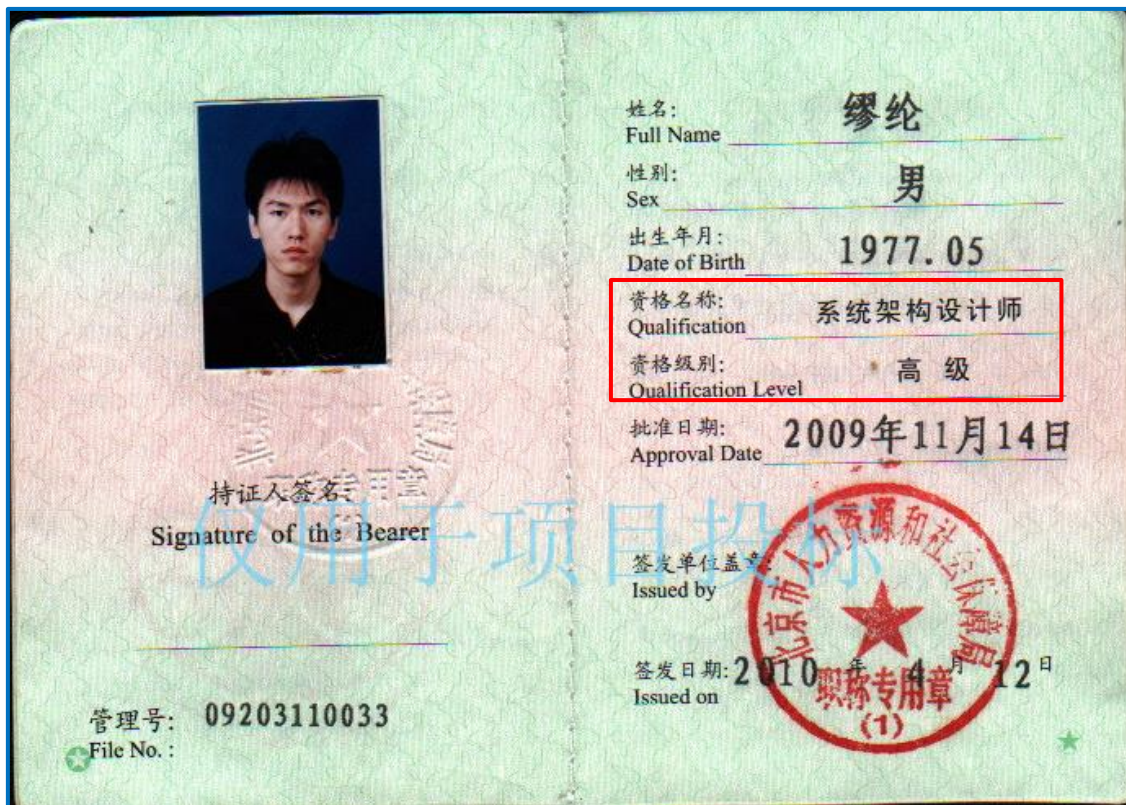 持证人签名:
Signature of the Bearer
管理号: 09203110033
File No. :
姓名: 缪纶
Full Name
性别: 男
Sex
出生年月: 1977.05
Date of Birth
资格名称: 系统架构设计师
Qualification
资格级别: 高 级
Qualification Level
批准日期: 2009年11月14日
Approval Date
签发单位盖章:
Issued by
北京市人力资源和社会保障局
职称专用章
(1)
签发日期: 2010 年 4 月 12 日
Issued on
仅用于项目投标